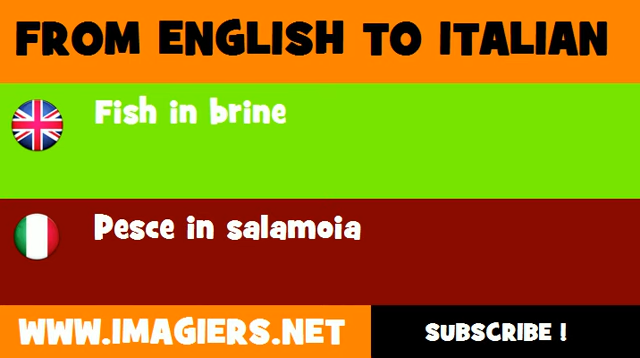 FROM ENGLISH TO ITALIAN
Fish in brine
Pesce in salamoia
WWW.IMAGIERS.NET
SUBSCRIBE !